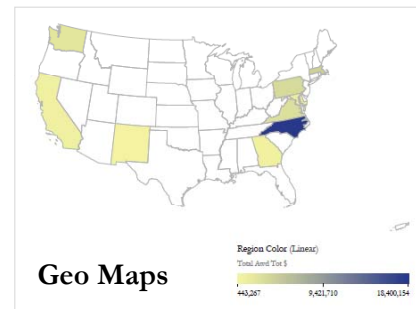 Region Color (Linear)
Total Awd Tot $
443,267 9,421,710 18,400,154
Geo Maps